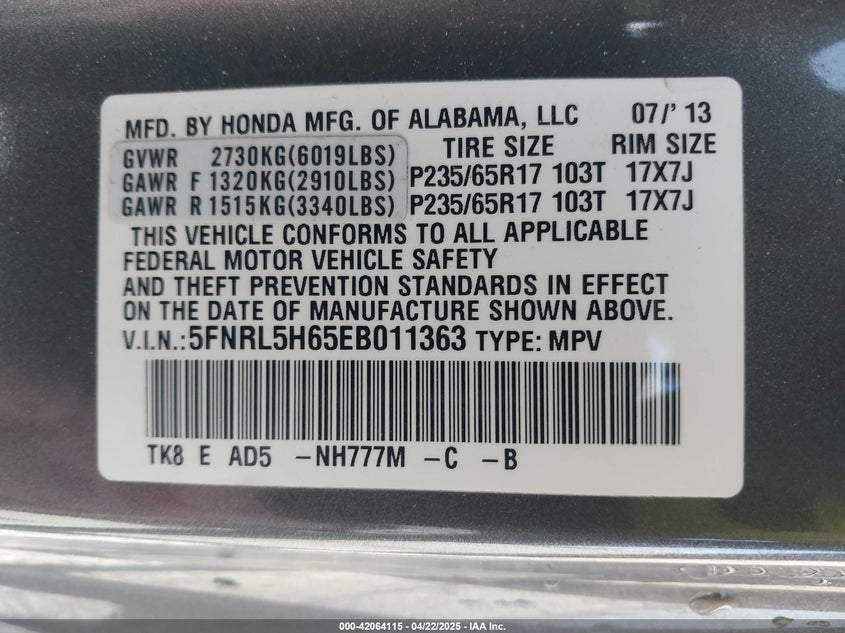 MFD. BY HONDA MFG. OF ALABAMA, LLC 07/' 13
TIRE SIZE RIM SIZE
GVWR 2730KG(6019LBS)
GAWR F 1320KG(2910LBS) P235/65R17 103T 17X7J
GAWR R 1515KG(3340LBS) P235/65R17 103T 17X7J
THIS VEHICLE CONFORMS TO ALL APPLICABLE
FEDERAL MOTOR VEHICLE SAFETY
AND THEFT PREVENTION STANDARDS IN EFFECT
ON THE DATE OF MANUFACTURE SHOWN ABOVE.
V.I.N.:5FNRL5H65EB011363 TYPE: MPV
TK8 E AD5 -NH777M -C -B
000-42064115 - 04/22/2025 - IAA Inc.